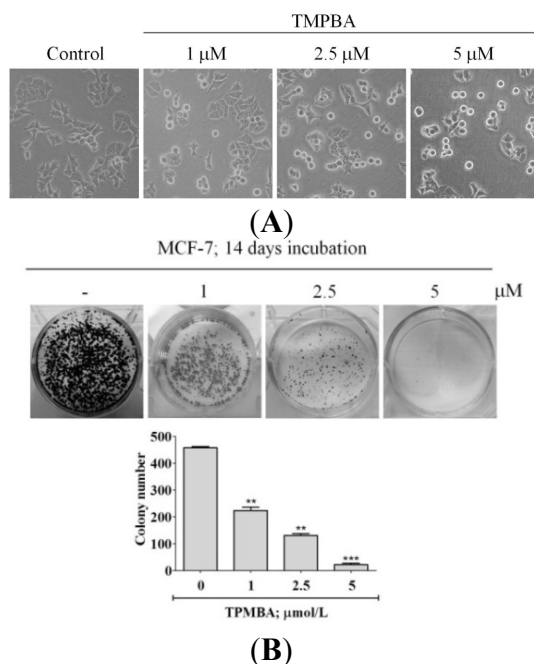 TMPBA
Control 1 μM 2.5 μM 5 μM
(A)
MCF-7; 14 days incubation
- 1 2.5 5 μM
Colony number
500
400
300
200
100
0
** ** ***
0 1 2.5 5
TPMBA; μmol/L
(B)